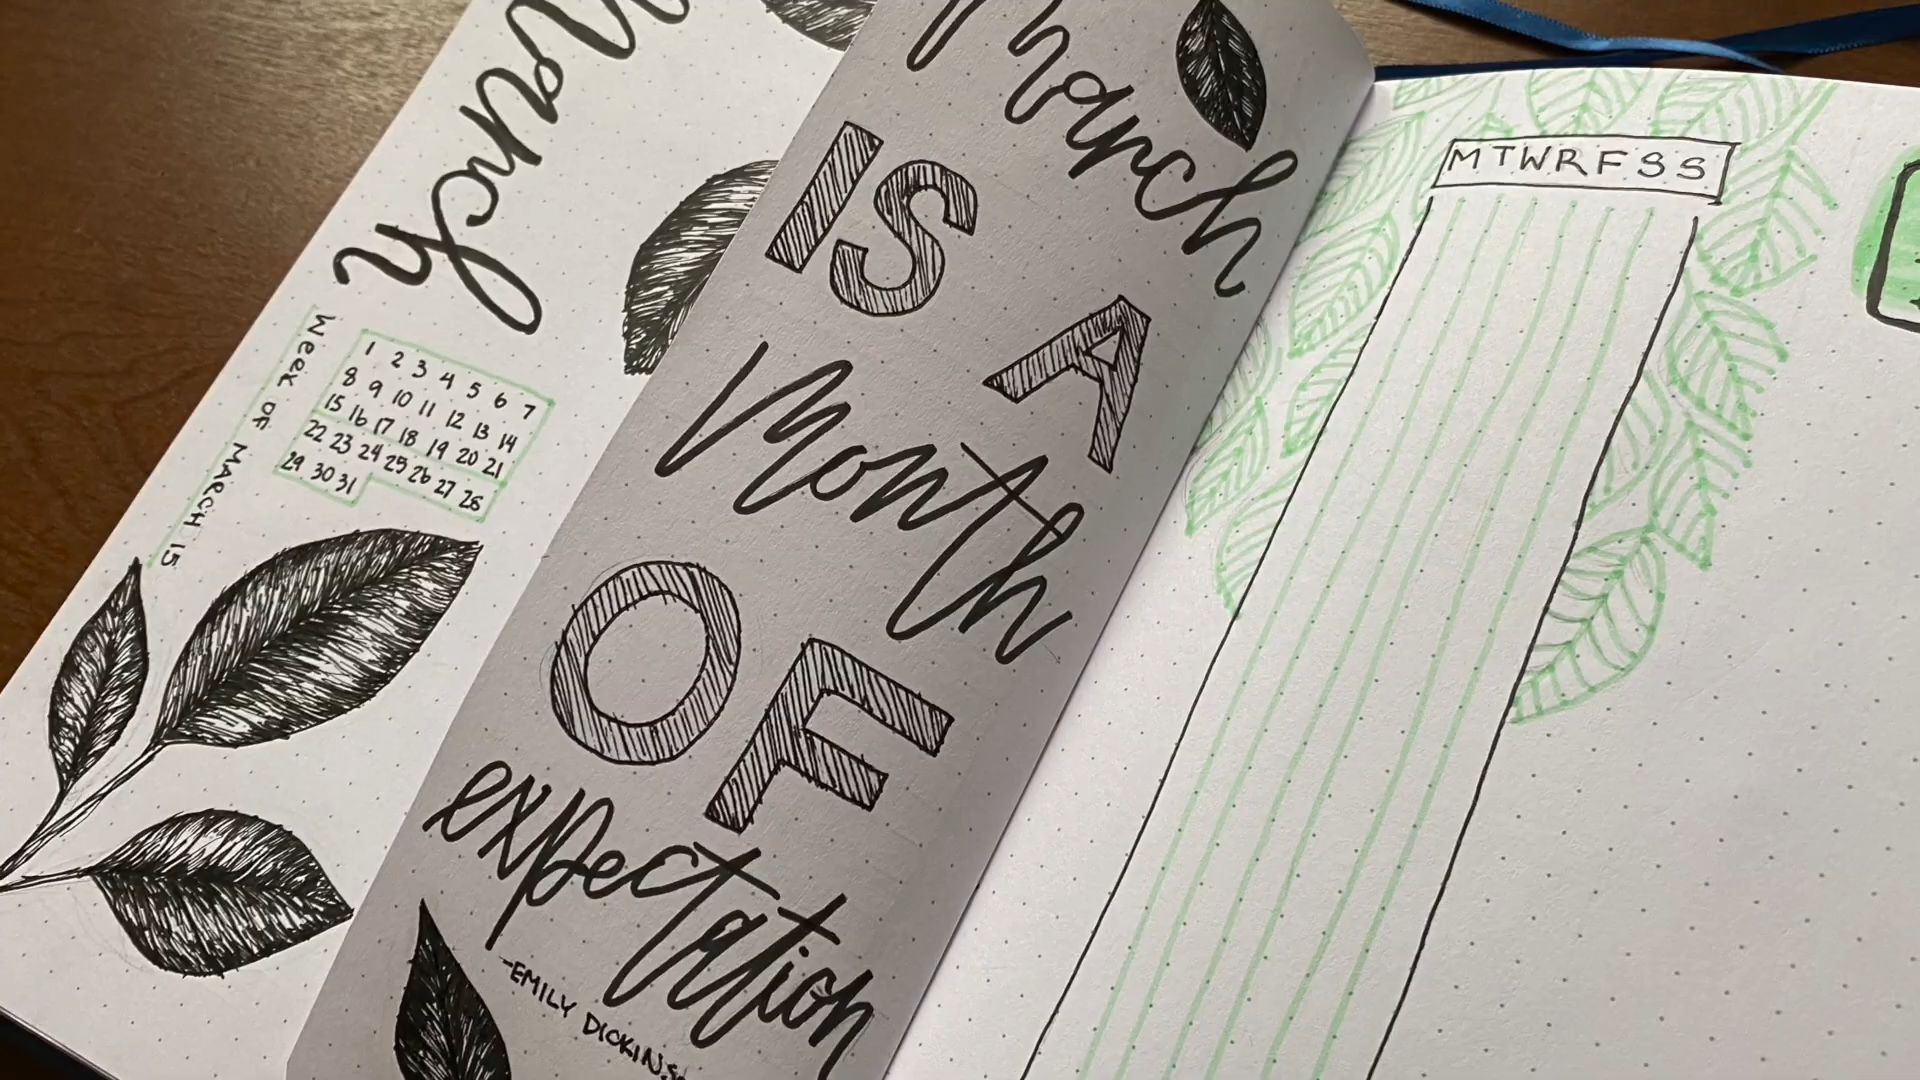 March
Week of March 15
1 2 3 4 5 6 7
8 9 10 11 12 13 14
15 16 17 18 19 20 21
22 23 24 25 26 27 28
29 30 31
March
IS A
month
OF
expectation
-EMILY DICKINSO
MTWRFSS